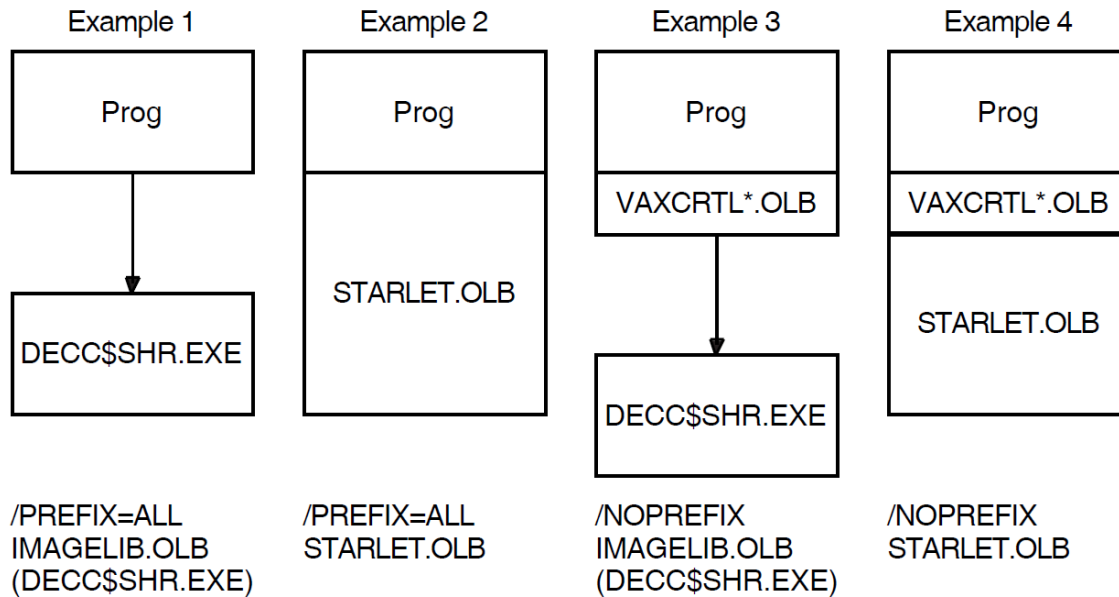 Example 1
Prog
DECC$SHR.EXE
/PREFIX=ALL
IMAGELIB.OLB
(DECC$SHR.EXE)
Example 2
Prog
STARLET.OLB
/PREFIX=ALL
STARLET.OLB
Example 3
Prog
VAXCRTL*.OLB
DECC$SHR.EXE
/NOPREFIX
IMAGELIB.OLB
(DECC$SHR.EXE)
Example 4
Prog
VAXCRTL*.OLB
STARLET.OLB
/NOPREFIX
STARLET.OLB